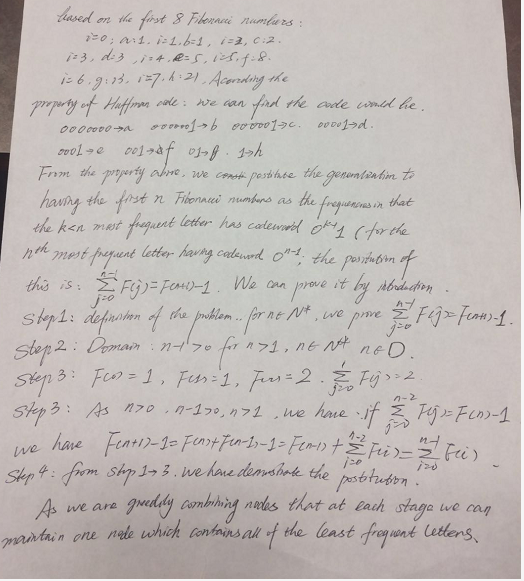 based on the first 8 Fibonacci numbers:
i=0: a:1, i=1, b=1, i=2, c:2.
i=3, d=3, i=4, e=5, i=5, f=8.
i=6, g:13, i=7, h:21, Acording the
property of Huffman code: we can find the code would be.
0000000→a 0000001→b 000001→c. 00001→d.
0001→e 001→f 01→g. 1→h
From the property above, we postitute the generalization to
having the first n Fibonacci numbers as the frequencies in that
the k<n most frequent letter has codeword 0^{k-1}1 (for the
nth most frequent letter having codeword 0^{n-1}; the postitution of
this is: \sum_{j=0}^{n-1} F(j)=F(n+1)-1. We can prove it by introduction.
Step1: definition of the problem.. for n∈N*, we prove \sum_{j=0}^{n-1} F(j)=F(n+1)-1.
Step2: Domain: n-1>0 for n>1, n∈N* n∈D.
Step3: F(0)=1, F(1)=1, F(2)=2. \sum_{j=0}^{1} F(j)=2
Step3: As n>0, n-1>0, n>1, we have if \sum_{j=0}^{n-2} F(j)=F(n)-1
we have F(n+1)-1=F(n)+F(n-1)-1=F(n-1)+\sum_{i=0}^{n-2} F(i)=\sum_{i=0}^{n-1} F(i).
Step4: from step 1→3. we have demostrate the postitution.
As we are greedily combining nodes that at each stage we can
maintain one node which contains all of the least frequent letters.